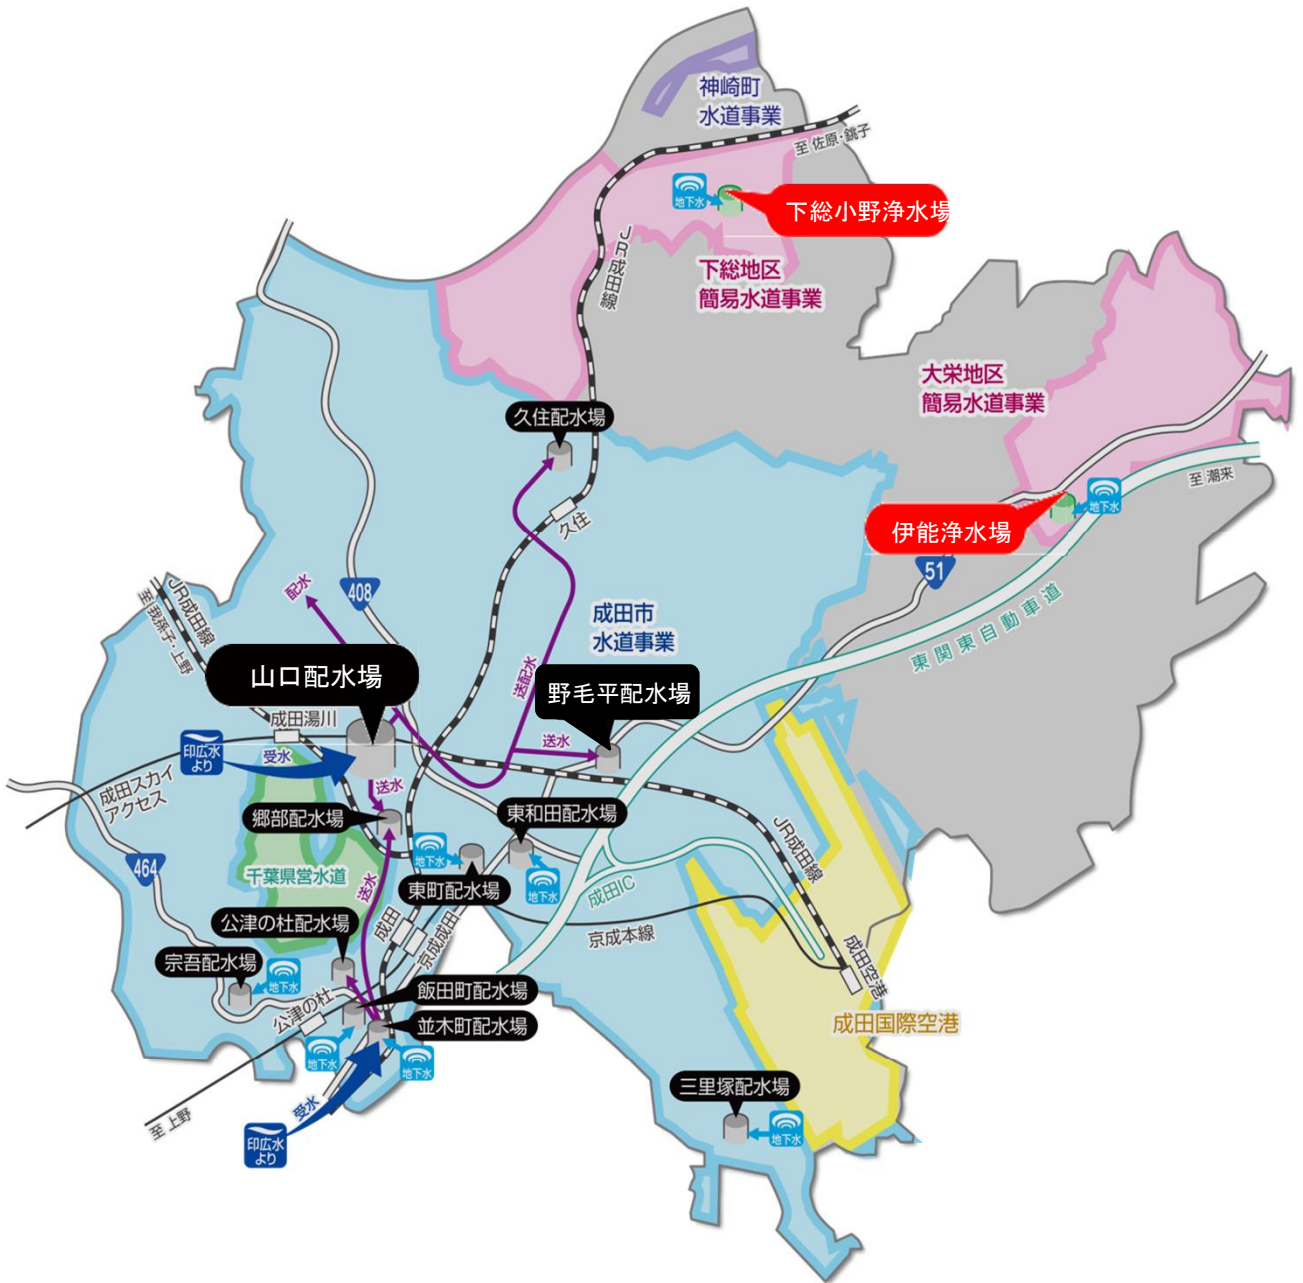 神崎町
水道事業
至 佐原・銚子
地下水
下総小野浄水場
JR成田線
下総地区
簡易水道事業
大栄地区
簡易水道事業
久住配水場
至 潮来
地下水
伊能浄水場
久住
51
408
配水
JR成田線
至 我孫子・上野
成田市
水道事業
東関東自動車道
山口配水場
送配水
野毛平配水場
成田湯川
印広水
より
受水
送水
成田スカイ
アクセス
送水
郷部配水場
東和田配水場
JR成田線
地下水
464
千葉県営水道
送水
東町配水場
地下水
成田IC
公津の杜配水場
成田
京成成田
京成本線
成田空港
宗吾配水場
地下水
飯田町配水場
公津の杜
並木町配水場
成田国際空港
地下水
地下水
三里塚配水場
受水
至 上野
地下水
印広水
より